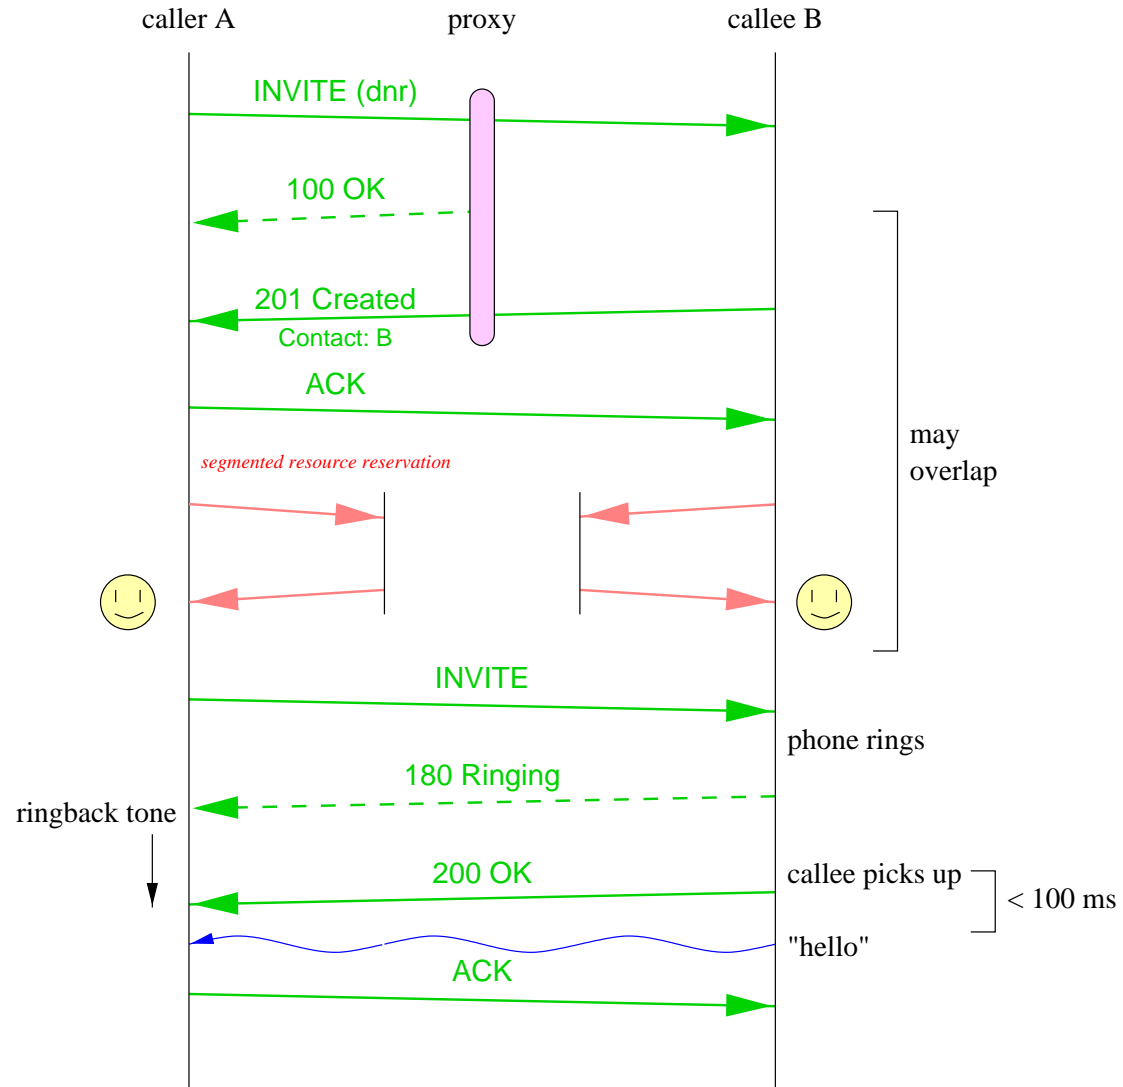 caller A
proxy
callee B
INVITE (dnr)
100 OK
201 Created
Contact: B
ACK
may
overlap
segmented resource reservation
INVITE
phone rings
180 Ringing
ringback tone
200 OK
callee picks up
< 100 ms
"hello"
ACK